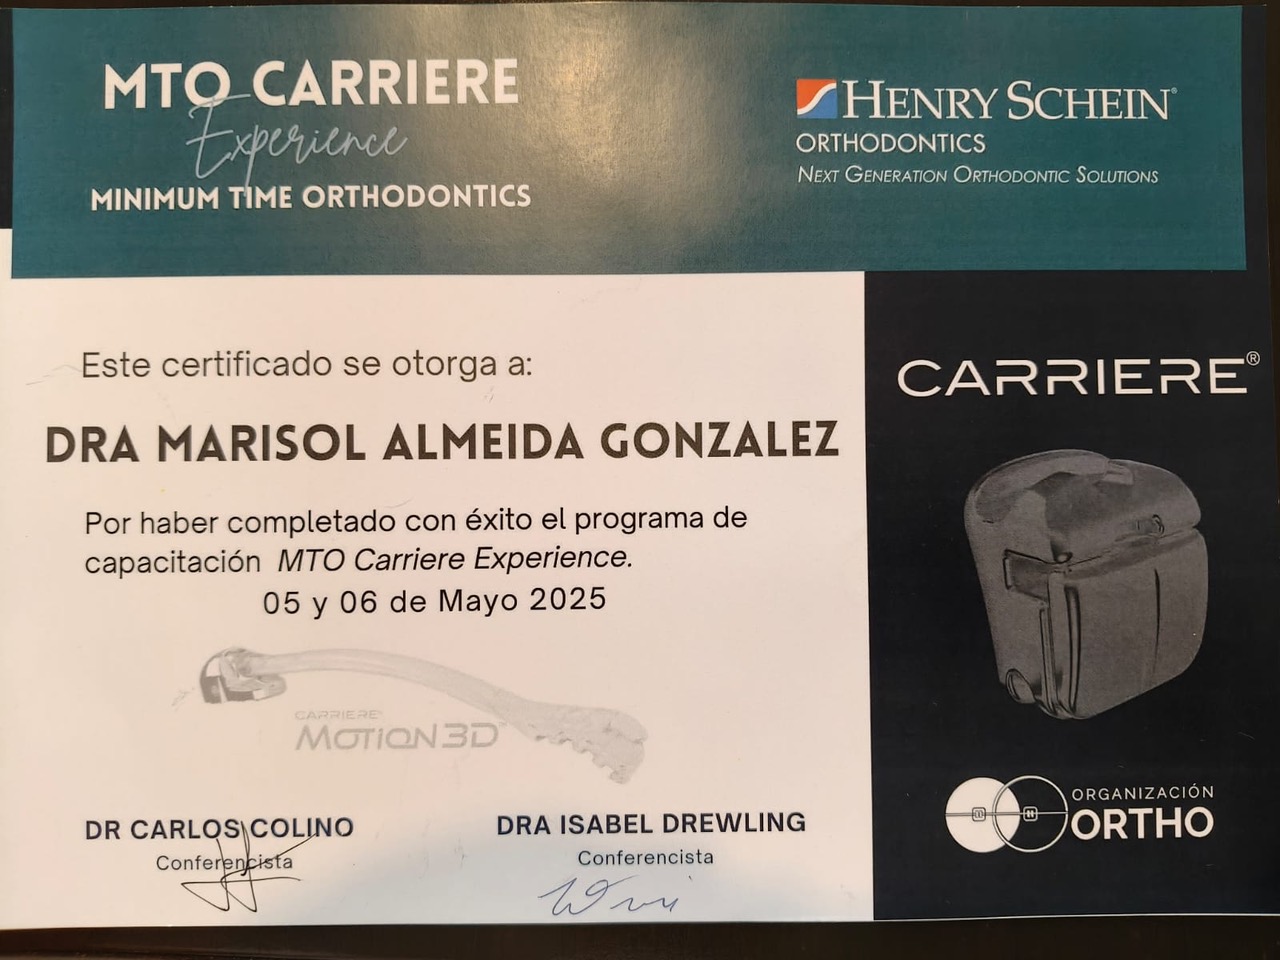 MTO CARRIERE
Experience
MINIMUM TIME ORTHODONTICS
HENRY SCHEIN®
ORTHODONTICS
NEXT GENERATION ORTHODONTIC SOLUTIONS
Este certificado se otorga a:
DRA MARISOL ALMEIDA GONZALEZ
Por haber completado con éxito el programa de
capacitación MTO Carriere Experience.
05 y 06 de Mayo 2025
CARRIERE®
MOTION 3D™
DR CARLOS COLINO
Conferencista
DRA ISABEL DREWLING
Conferencista
CARRIERE®
ORGANIZACIÓN
ORTHO